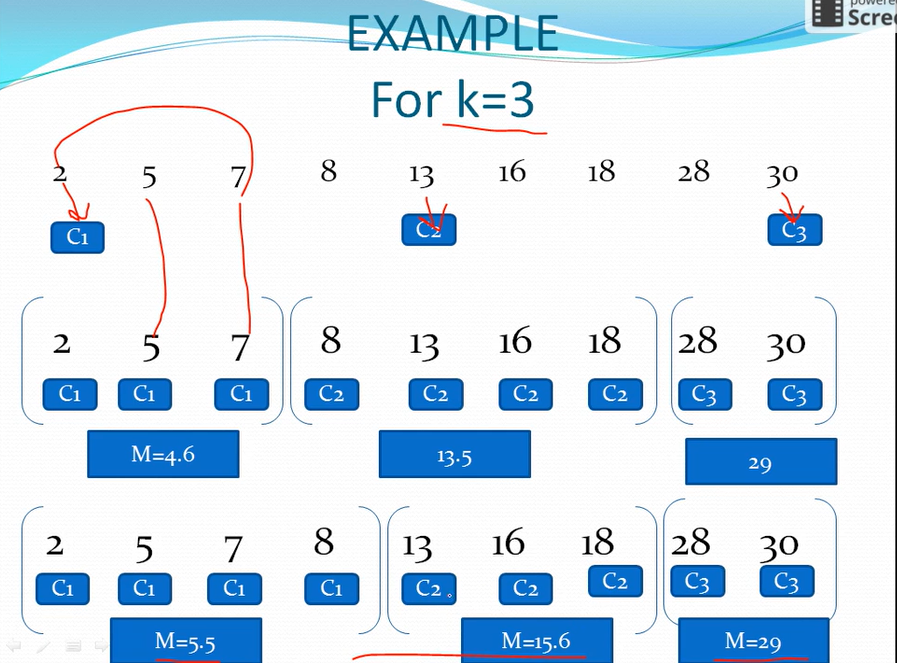 powered
Scree
EXAMPLE
For k=3
2 5 7 8 13 16 18 28 30
C1 C2 C3
2 5 7 8 13 16 18 28 30
C1 C1 C1 C2 C2 C2 C2 C3 C3
M=4.6 13.5 29
2 5 7 8 13 16 18 28 30
C1 C1 C1 C1 C2 C2 C2 C3 C3
M=5.5 M=15.6 M=29